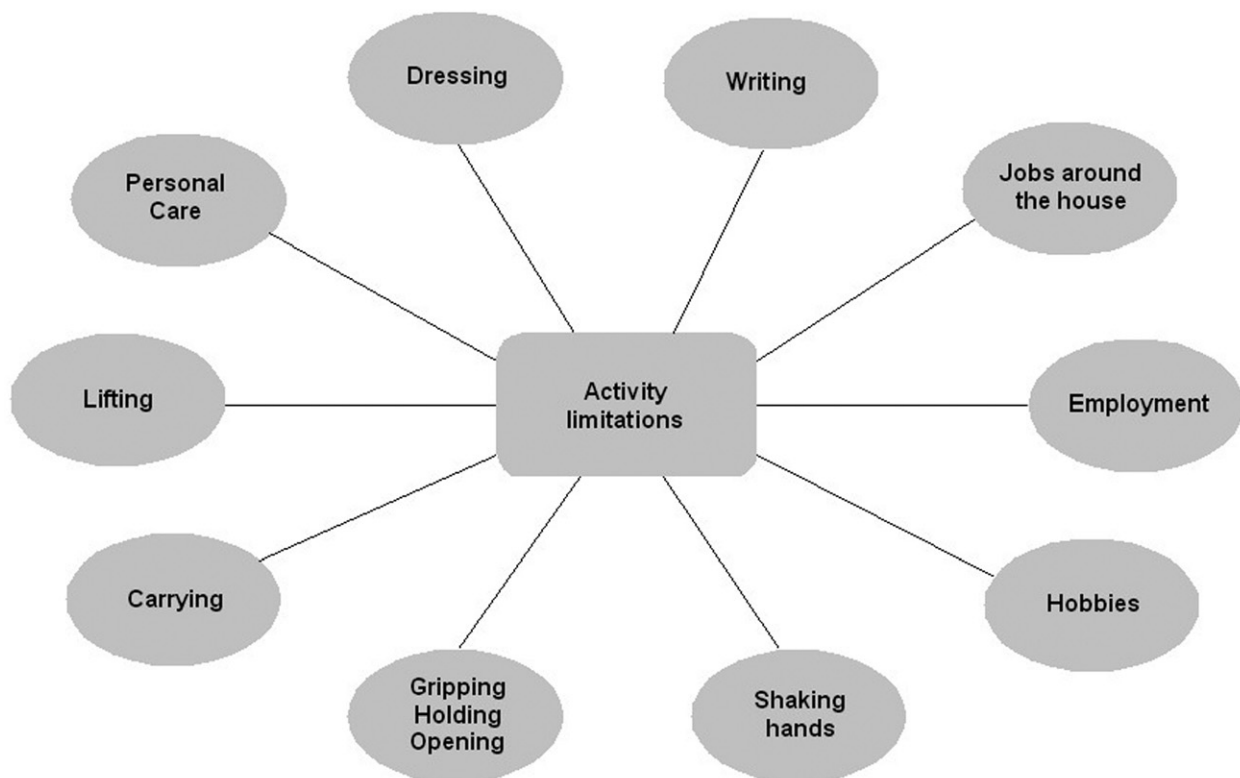 Dressing
Writing
Personal
Care
Jobs around
the house
Lifting
Activity
limitations
Employment
Carrying
Hobbies
Gripping
Holding
Opening
Shaking
hands